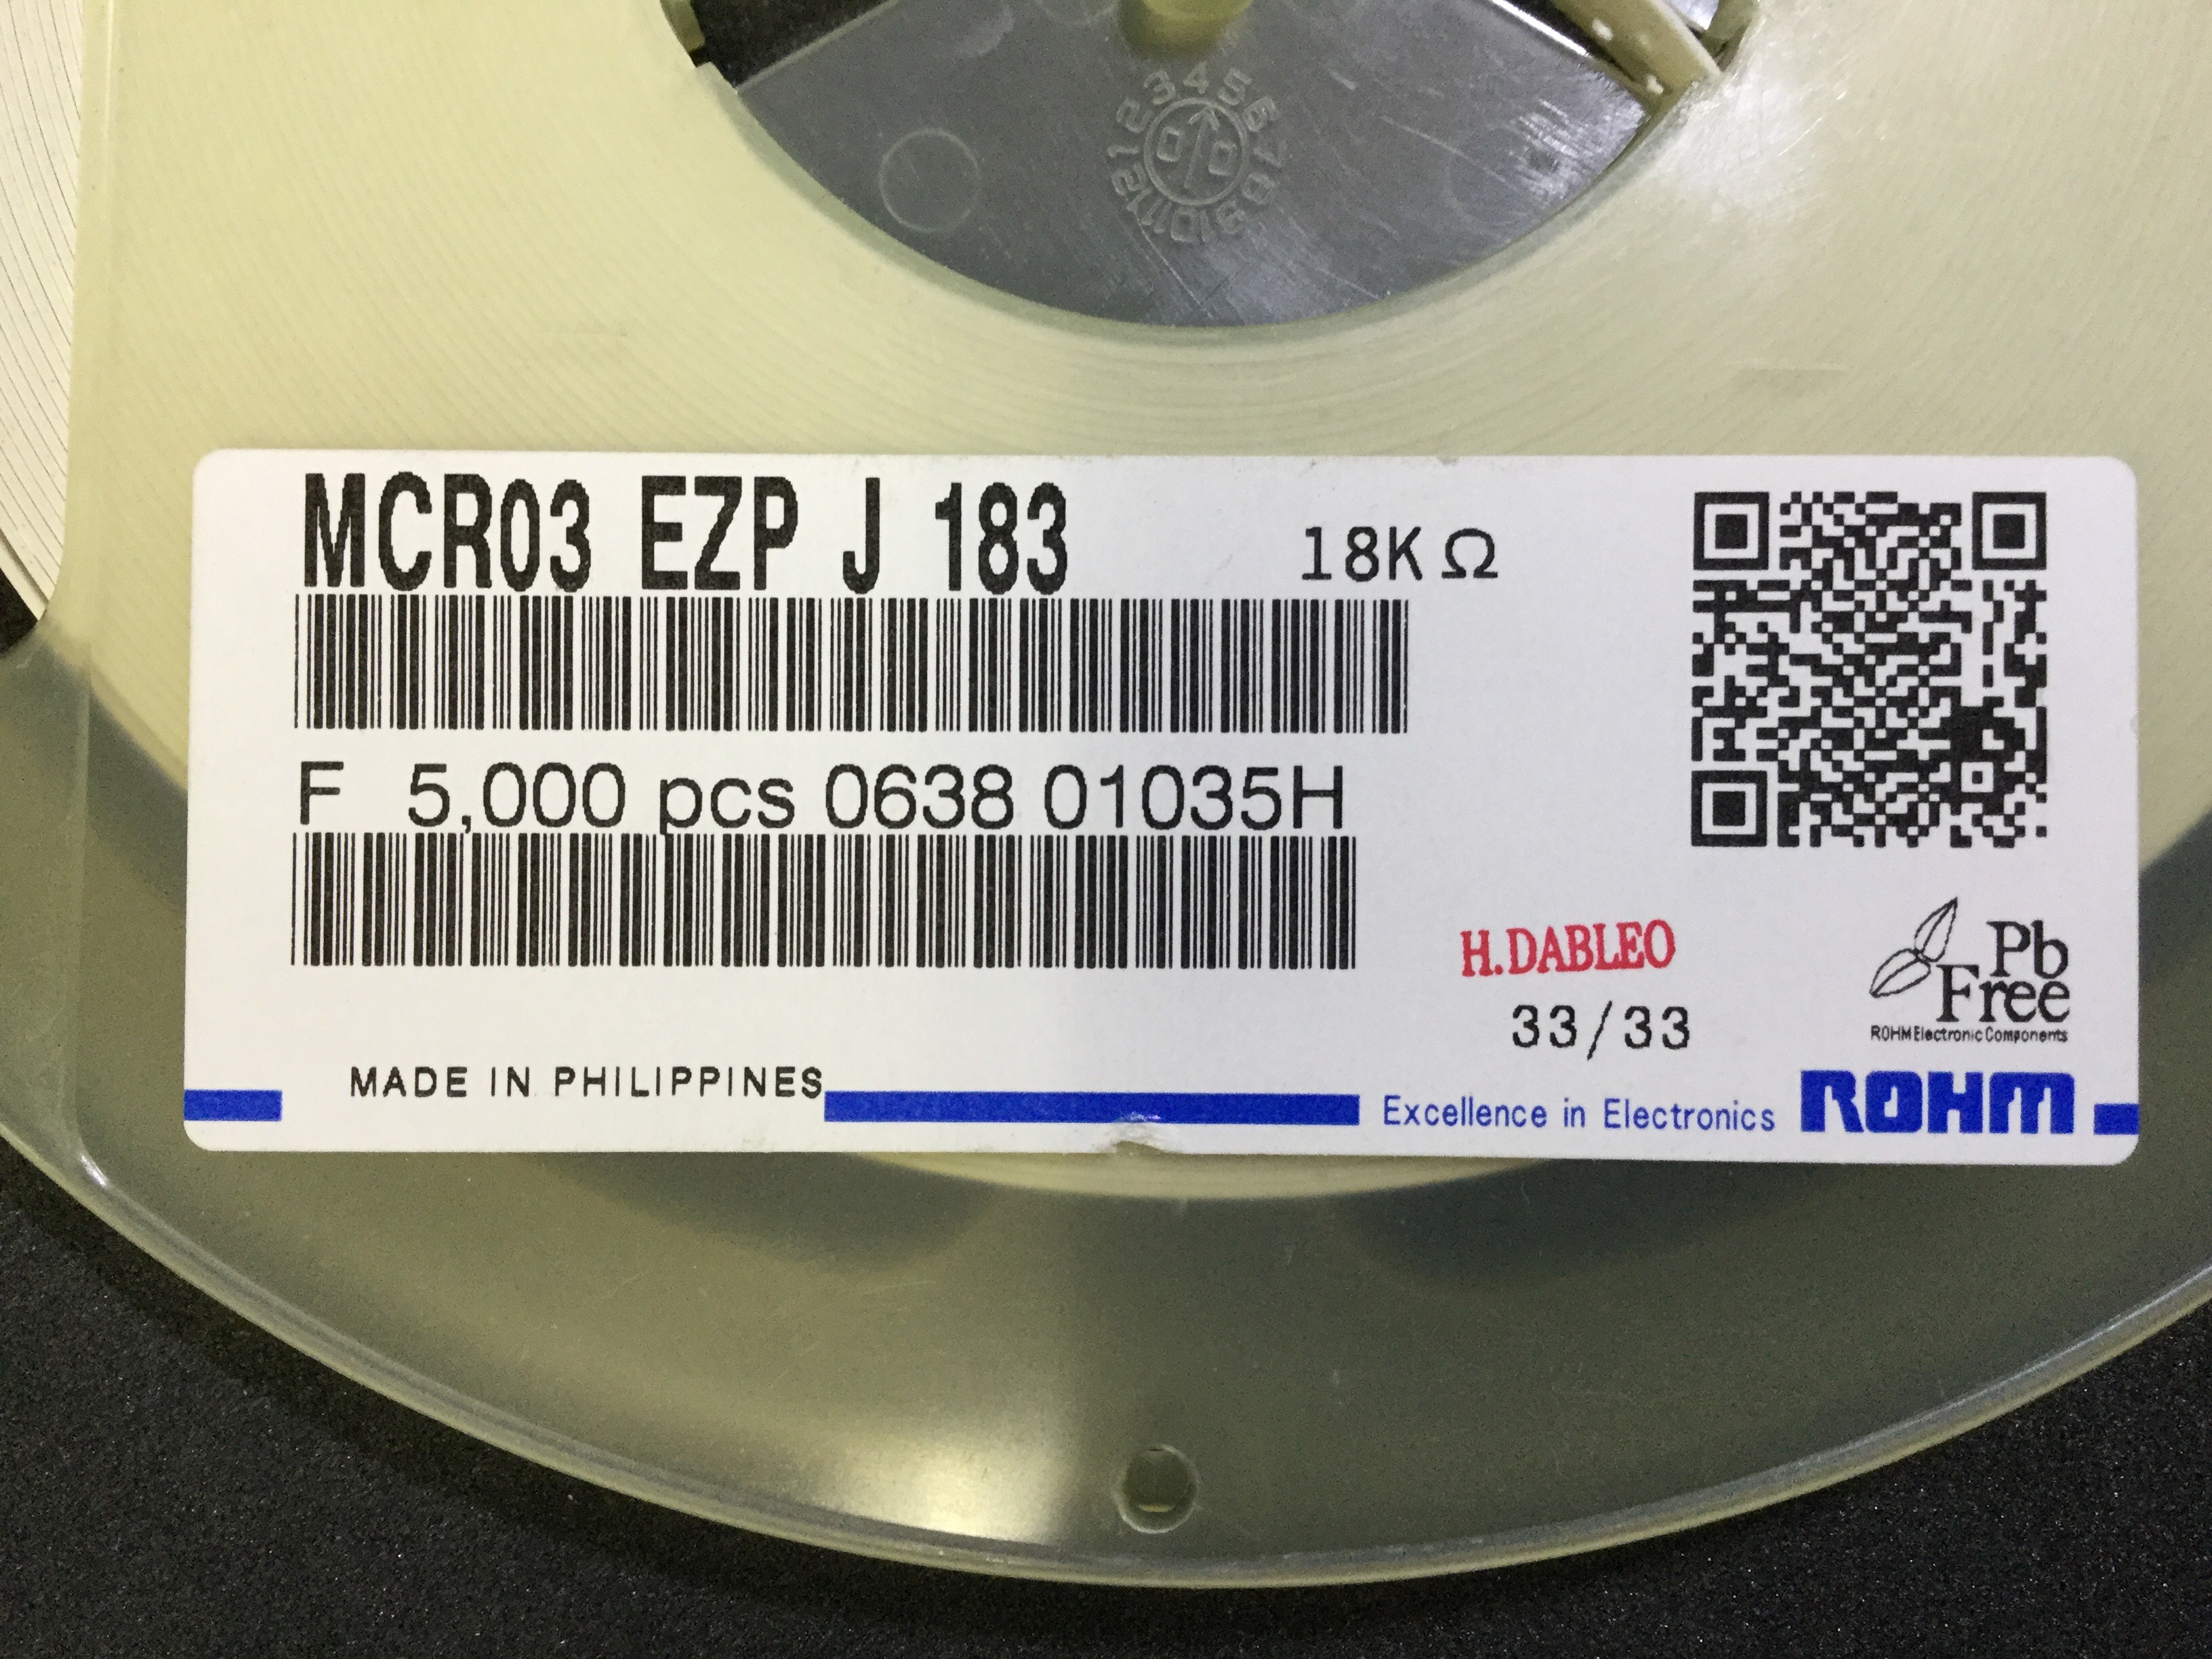 MCR03 EZP J 183
18KΩ
F 5,000 pcs 0638 01035H
H.DABLEO
33/33
Pb
Free
ROHM Electronic Components
MADE IN PHILIPPINES
Excellence in Electronics ROHM